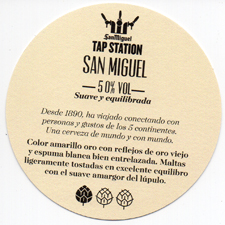 SanMiguel
TAP STATION
SAN MIGUEL
5 0% VOL
Suave y equilibrada
Desde 1890, ha viajado conectando con
personas y gustos de los 5 continentes.
Una cerveza de mundo y con mundo.
Color amarillo oro con reflejos de oro viejo
y espuma blanca bien entrelazada. Maltas
ligeramente tostadas en excelente equilibrio
con el suave amargor del lúpulo.